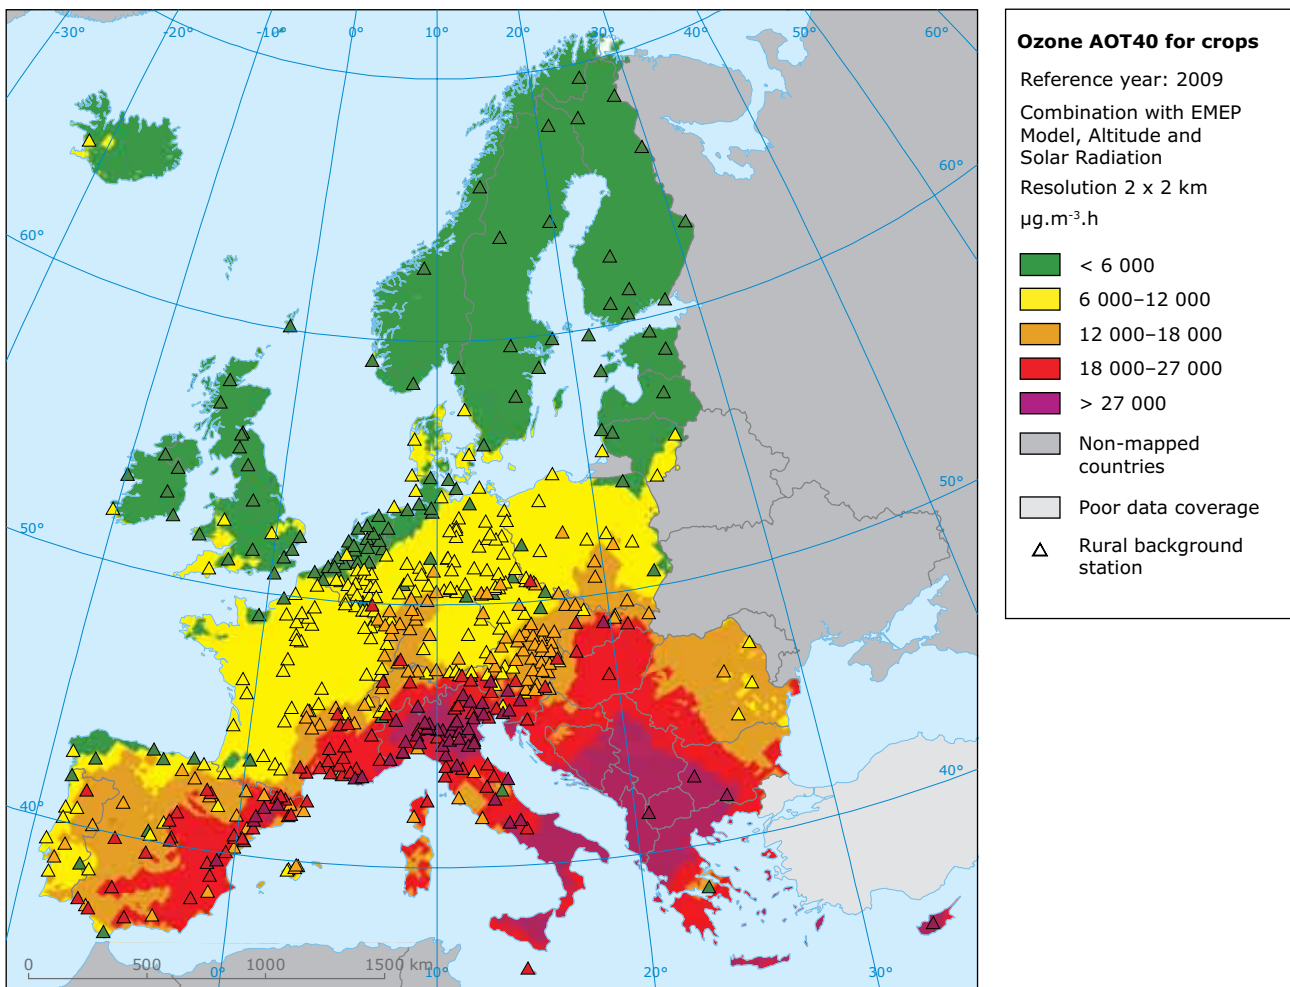 -30°
-20°
-10°
0°
10°
20°
30°
40°
50°
60°
60°
60°
50°
50°
40°
40°
0
500
1000
1500 km
0°
10°
20°
30°
Ozone AOT40 for crops
Reference year: 2009
Combination with EMEP
Model, Altitude and
Solar Radiation
Resolution 2 x 2 km
µg.m⁻³.h
< 6 000
6 000–12 000
12 000–18 000
18 000–27 000
> 27 000
Non-mapped
countries
Poor data coverage
Rural background
station